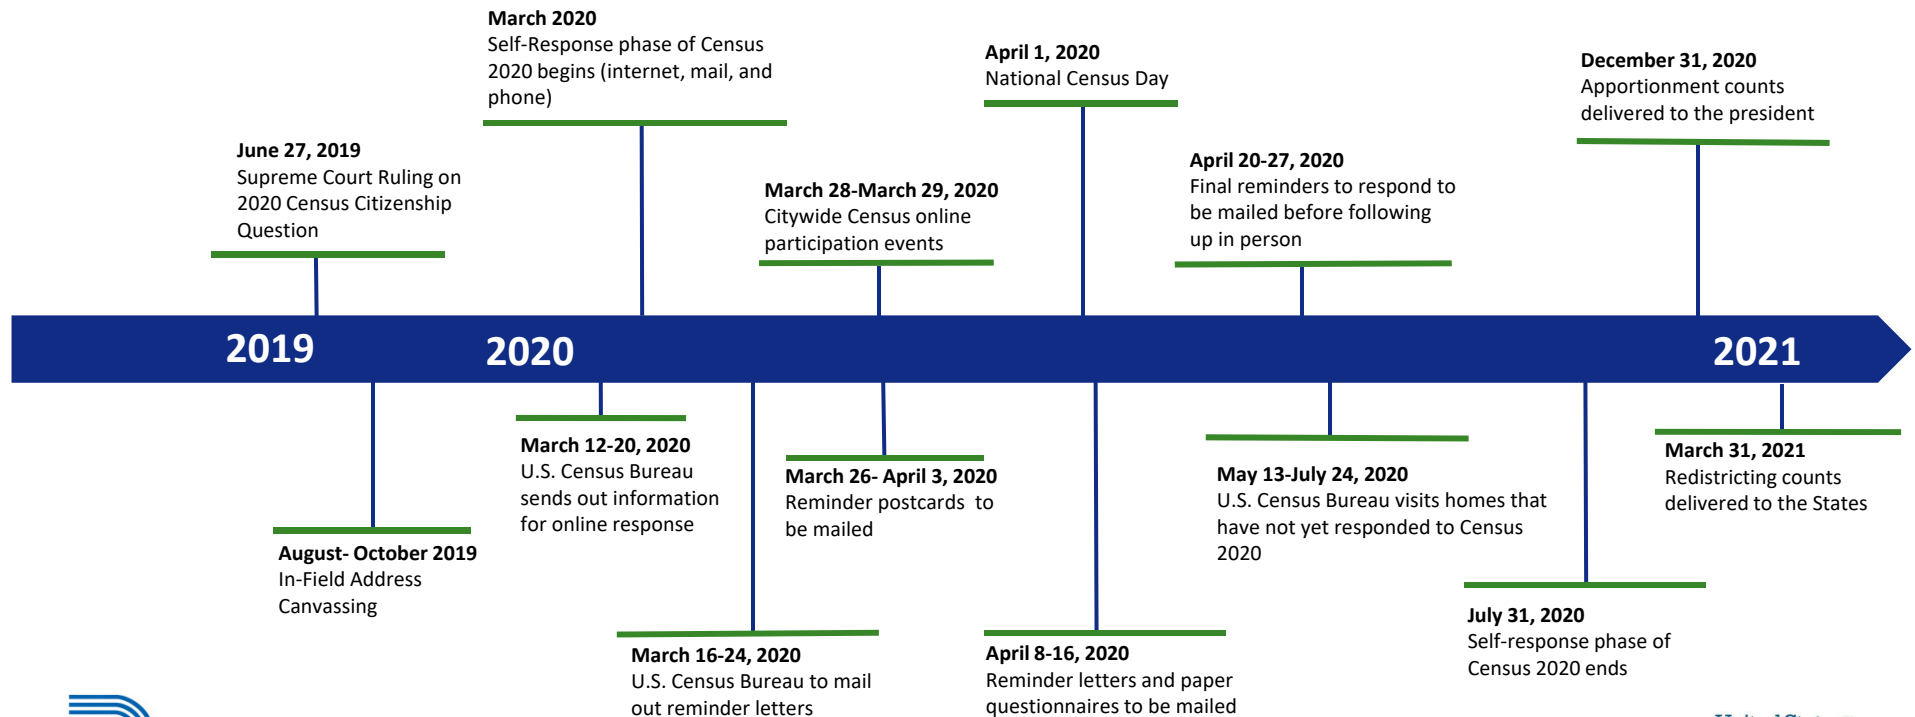 March 2020
Self-Response phase of Census
2020 begins (internet, mail, and
phone)
April 1, 2020
National Census Day
December 31, 2020
Apportionment counts
delivered to the president
June 27, 2019
Supreme Court Ruling on
2020 Census Citizenship
Question
March 28-March 29, 2020
Citywide Census online
participation events
April 20-27, 2020
Final reminders to respond to
be mailed before following
up in person
2019
2020
2021
March 12-20, 2020
U.S. Census Bureau
sends out information
for online response
March 26- April 3, 2020
Reminder postcards  to
be mailed
May 13-July 24, 2020
U.S. Census Bureau visits homes that
have not yet responded to Census
2020
March 31, 2021
Redistricting counts
delivered to the States
August- October 2019
In-Field Address
Canvassing
July 31, 2020
Self-response phase of
Census 2020 ends
March 16-24, 2020
U.S. Census Bureau to mail
out reminder letters
April 8-16, 2020
Reminder letters and paper
questionnaires to be mailed